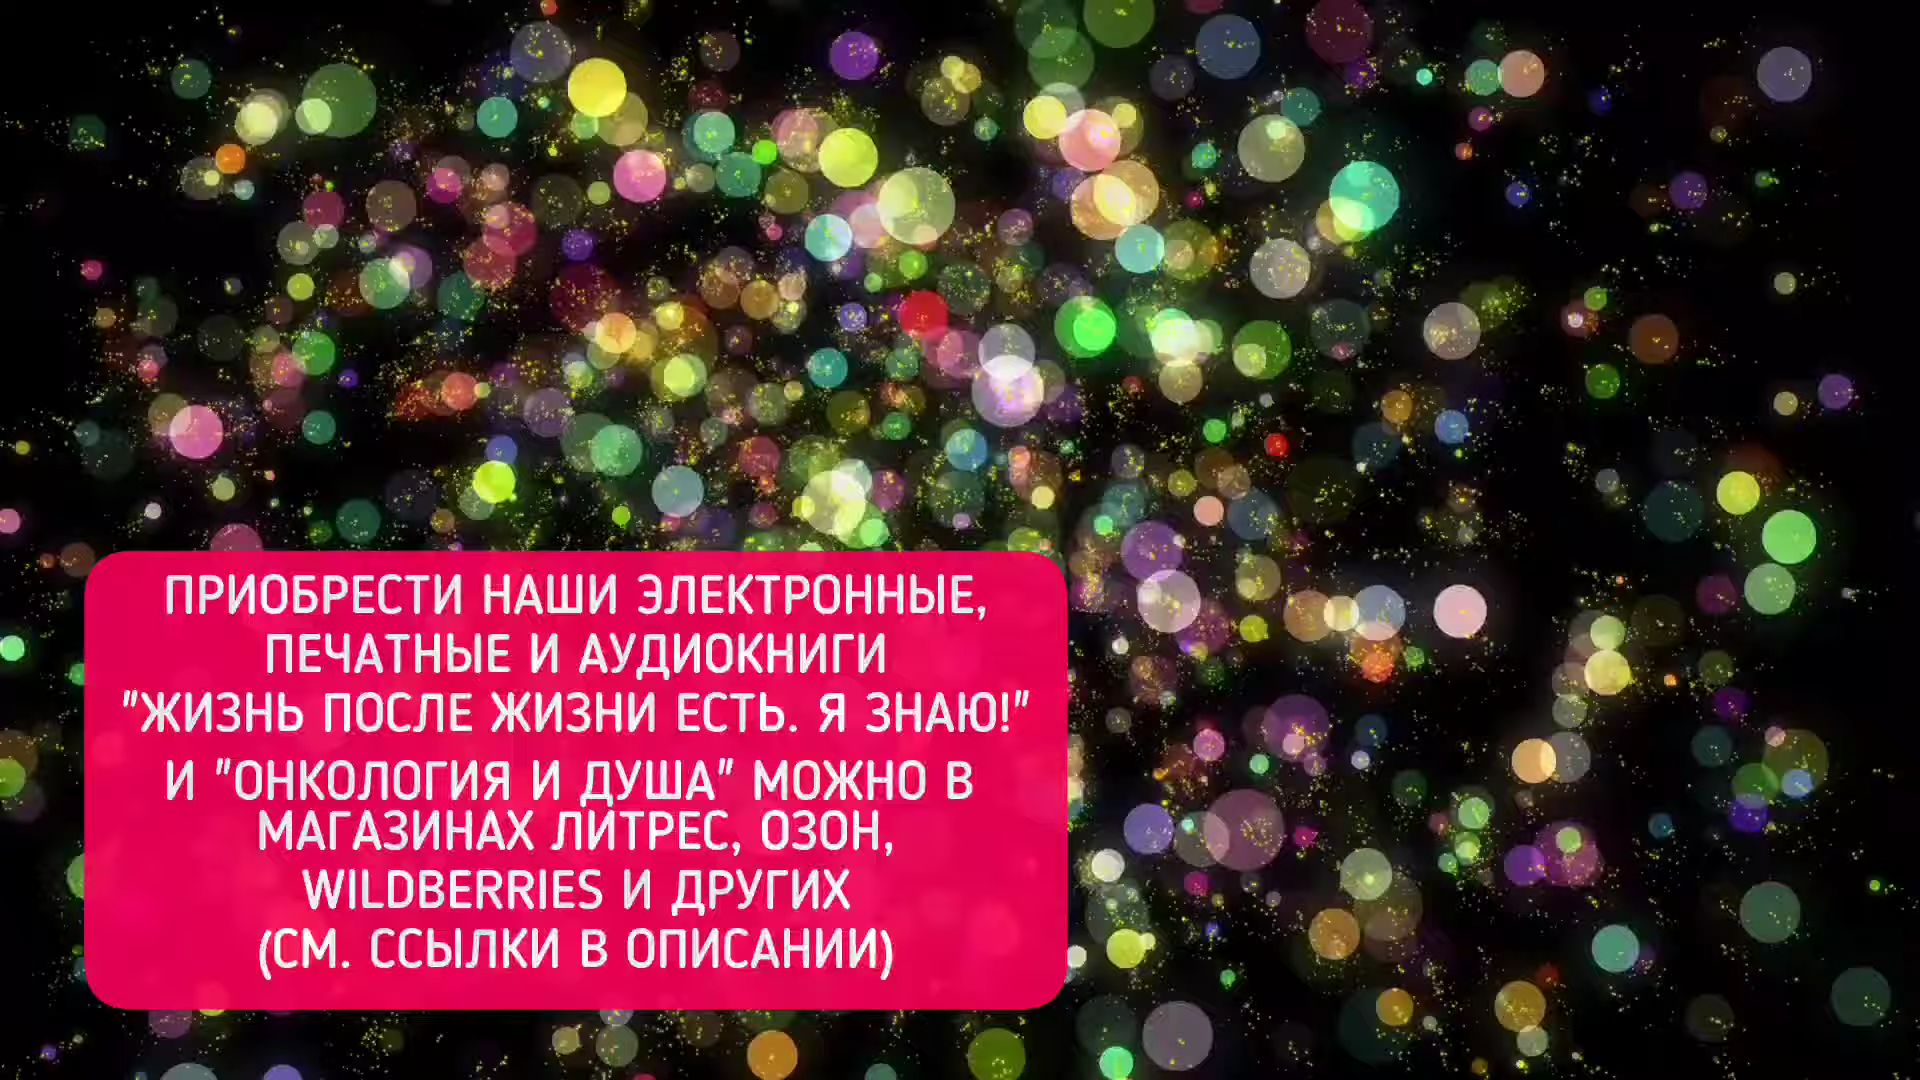 ПРИОБРЕСТИ НАШИ ЭЛЕКТРОННЫЕ,
ПЕЧАТНЫЕ И АУДИОКНИГИ
"ЖИЗНЬ ПОСЛЕ ЖИЗНИ ЕСТЬ. Я ЗНАЮ!"
И "ОНКОЛОГИЯ И ДУША" МОЖНО В
МАГАЗИНАХ ЛИТРЕС, ОЗОН,
WILDBERRIES И ДРУГИХ
(СМ. ССЫЛКИ В ОПИСАНИИ)